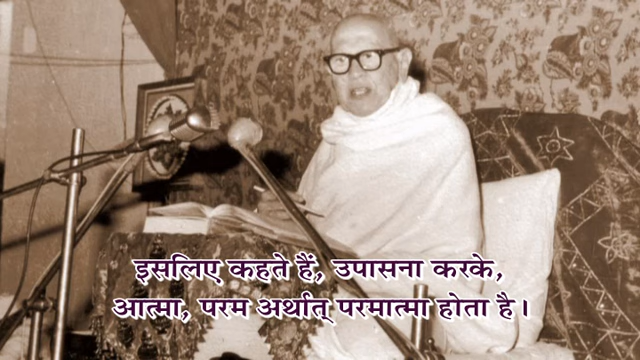 इसलिए कहते हैं, उपासना करके,
आत्मा, परम अर्थात् परमात्मा होता है।